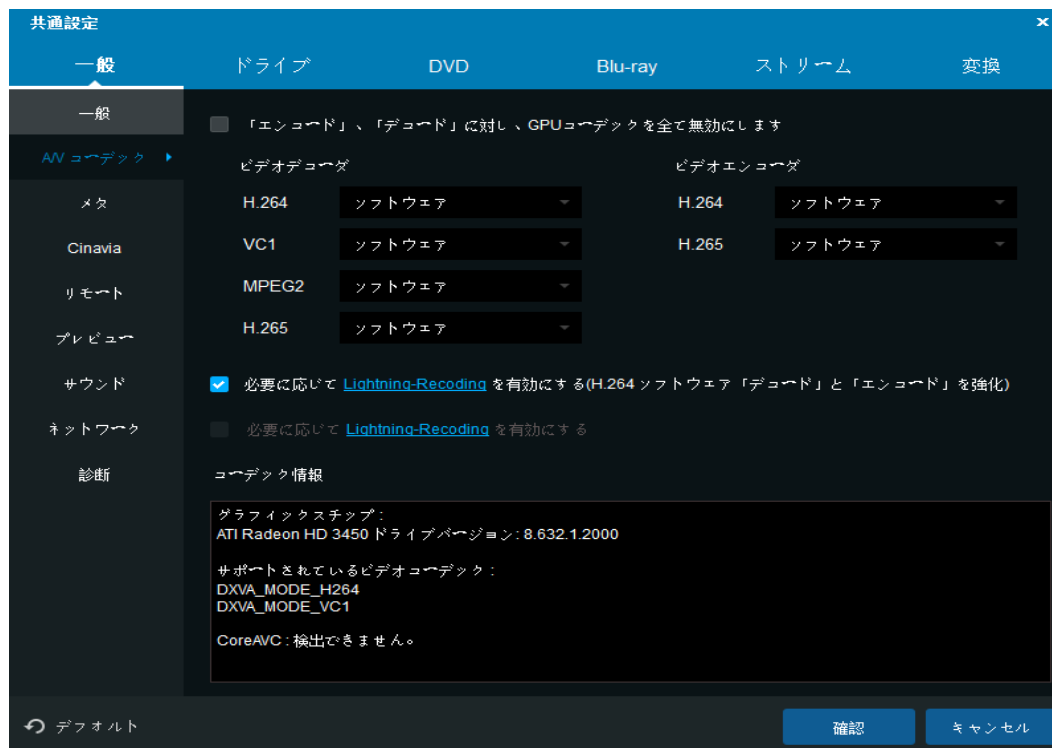 共通設定
一般 ドライブ DVD Blu-ray ストリーム 変換
一般
A/V コーデック
メタ
Cinavia
リモート
プレビュー
サウンド
ネットワーク
診断
「エンコード」、「デコード」に対し、GPUコーデックを全て無効にします
ビデオデコーダ ビデオエンコーダ
H.264 ソフトウェア H.264 ソフトウェア
VC1 ソフトウェア H.265 ソフトウェア
MPEG2 ソフトウェア
H.265 ソフトウェア
必要に応じて Lightning-Recoding を有効にする(H.264 ソフトウェア「デコード」と「エンコード」を強化)
必要に応じて Lightning-Recoding を有効にする
コーデック情報
グラフィックスチップ :
ATI Radeon HD 3450 ドライブバージョン: 8.632.1.2000
サポートされているビデオコーデック :
DXVA_MODE_H264
DXVA_MODE_VC1
CoreAVC : 検出できません。
デフォルト 確認 キャンセル